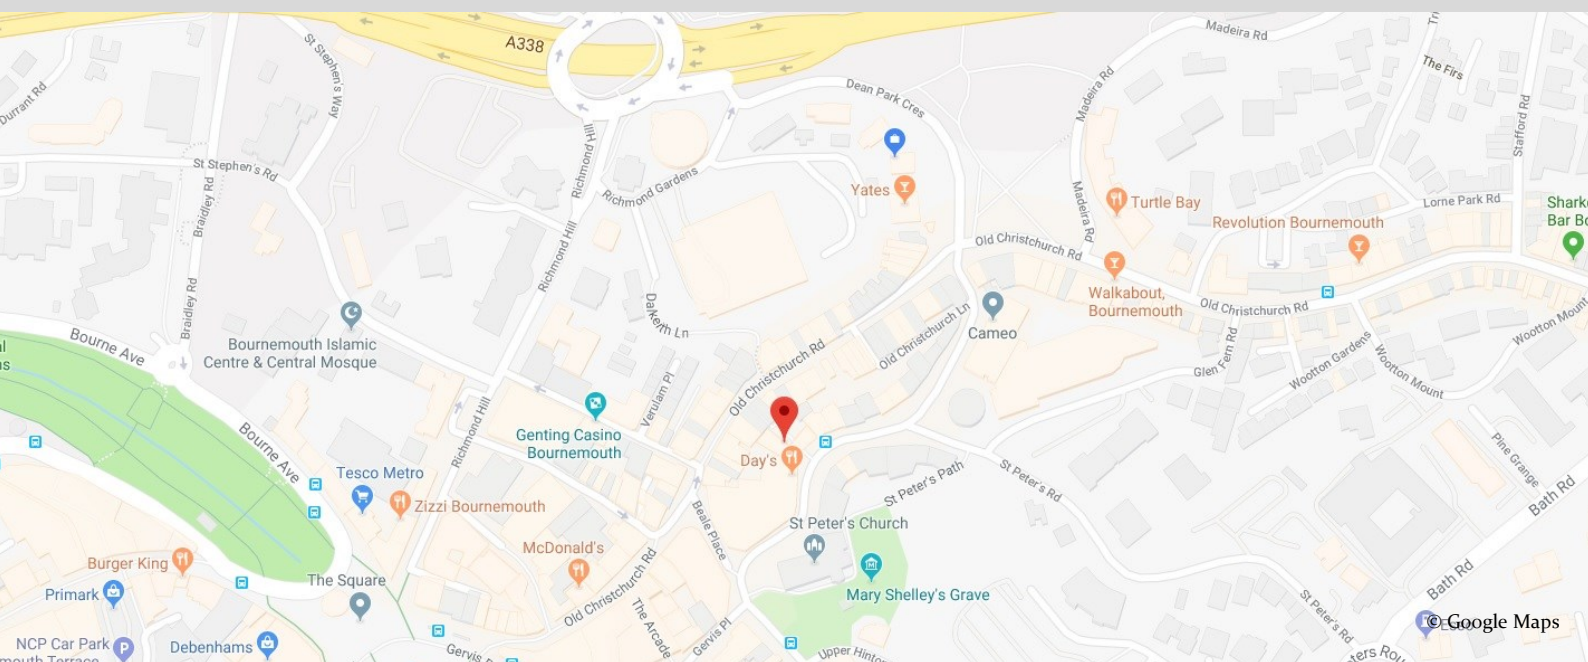 A338
Madeira Rd
The Firs
Durrant Rd
St Stephen's Way
Dean Park Cres
Madeira Rd
Stafford Rd
St Stephen's Rd
Braidley Rd
Richmond Hill
Richmond Gardens
Yates
Madeira Rd
Turtle Bay
Lorne Park Rd
Revolution Bournemouth
Bar
Old Christchurch Rd
Richmond Hill
Walkabout,
Bournemouth
Old Christchurch Rd
Braidley Rd
Dalkeith Ln
Old Christchurch Ln
Cameo
Bourne Ave
Bournemouth Islamic
Centre & Central Mosque
Old Christchurch Rd
Glen Fern Rd
Wootton Gardens
Wootton Mount
Wootton Mount
Verulam Pl
Richmond Hill
Genting Casino
Bournemouth
Bourne Ave
Day's
Pine Grange
Tesco Metro
Zizzi Bournemouth
St Peter's Path
St Peter's Rd
Bath Rd
Beale Place
St Peter's Church
McDonald's
Burger King
The Square
Primark
Old Christchurch Rd
Mary Shelley's Grave
Bath Rd
St Peter's Rd
The Arcade
Gervis Pl
© Google Maps
NCP Car Park
Terrace
P
Debenhams
Gervis
Upper